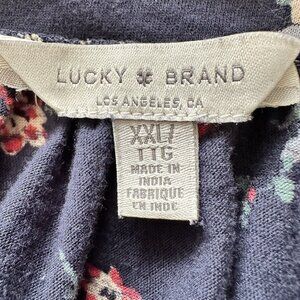 LUCKY BRAND
LOS ANGELES, CA
XXL/
TTG
MADE IN
INDIA
FABRIQUE
EN INDE